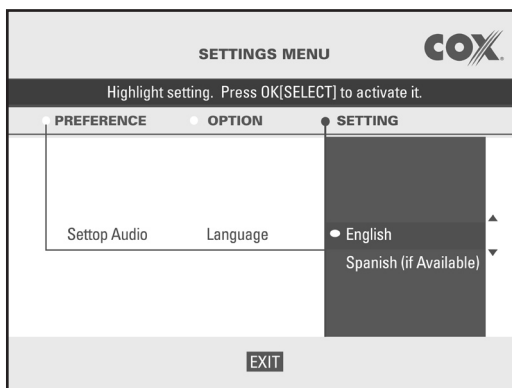 SETTINGS MENU
COX
Highlight setting. Press OK[SELECT] to activate it.
PREFERENCE OPTION SETTING
Settop Audio Language English
Spanish (if Available)
EXIT